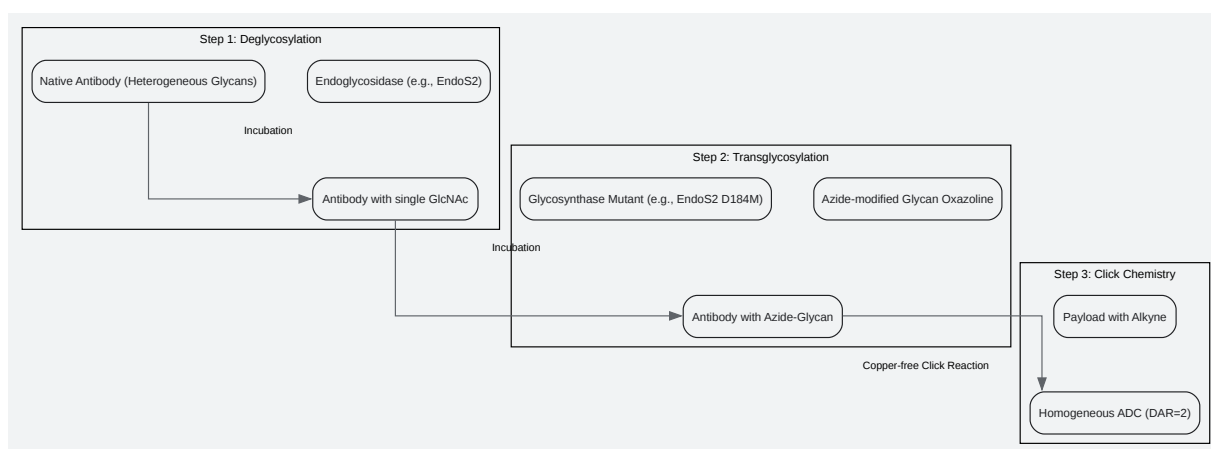 Step 1: Deglycosylation
Native Antibody (Heterogeneous Glycans)
Endoglycosidase (e.g., EndoS2)
Incubation
Antibody with single GlcNAc
Step 2: Transglycosylation
Glycosynthase Mutant (e.g., EndoS2 D184M)
Azide-modified Glycan Oxazoline
Incubation
Antibody with Azide-Glycan
Step 3: Click Chemistry
Payload with Alkyne
Copper-free Click Reaction
Homogeneous ADC (DAR=2)